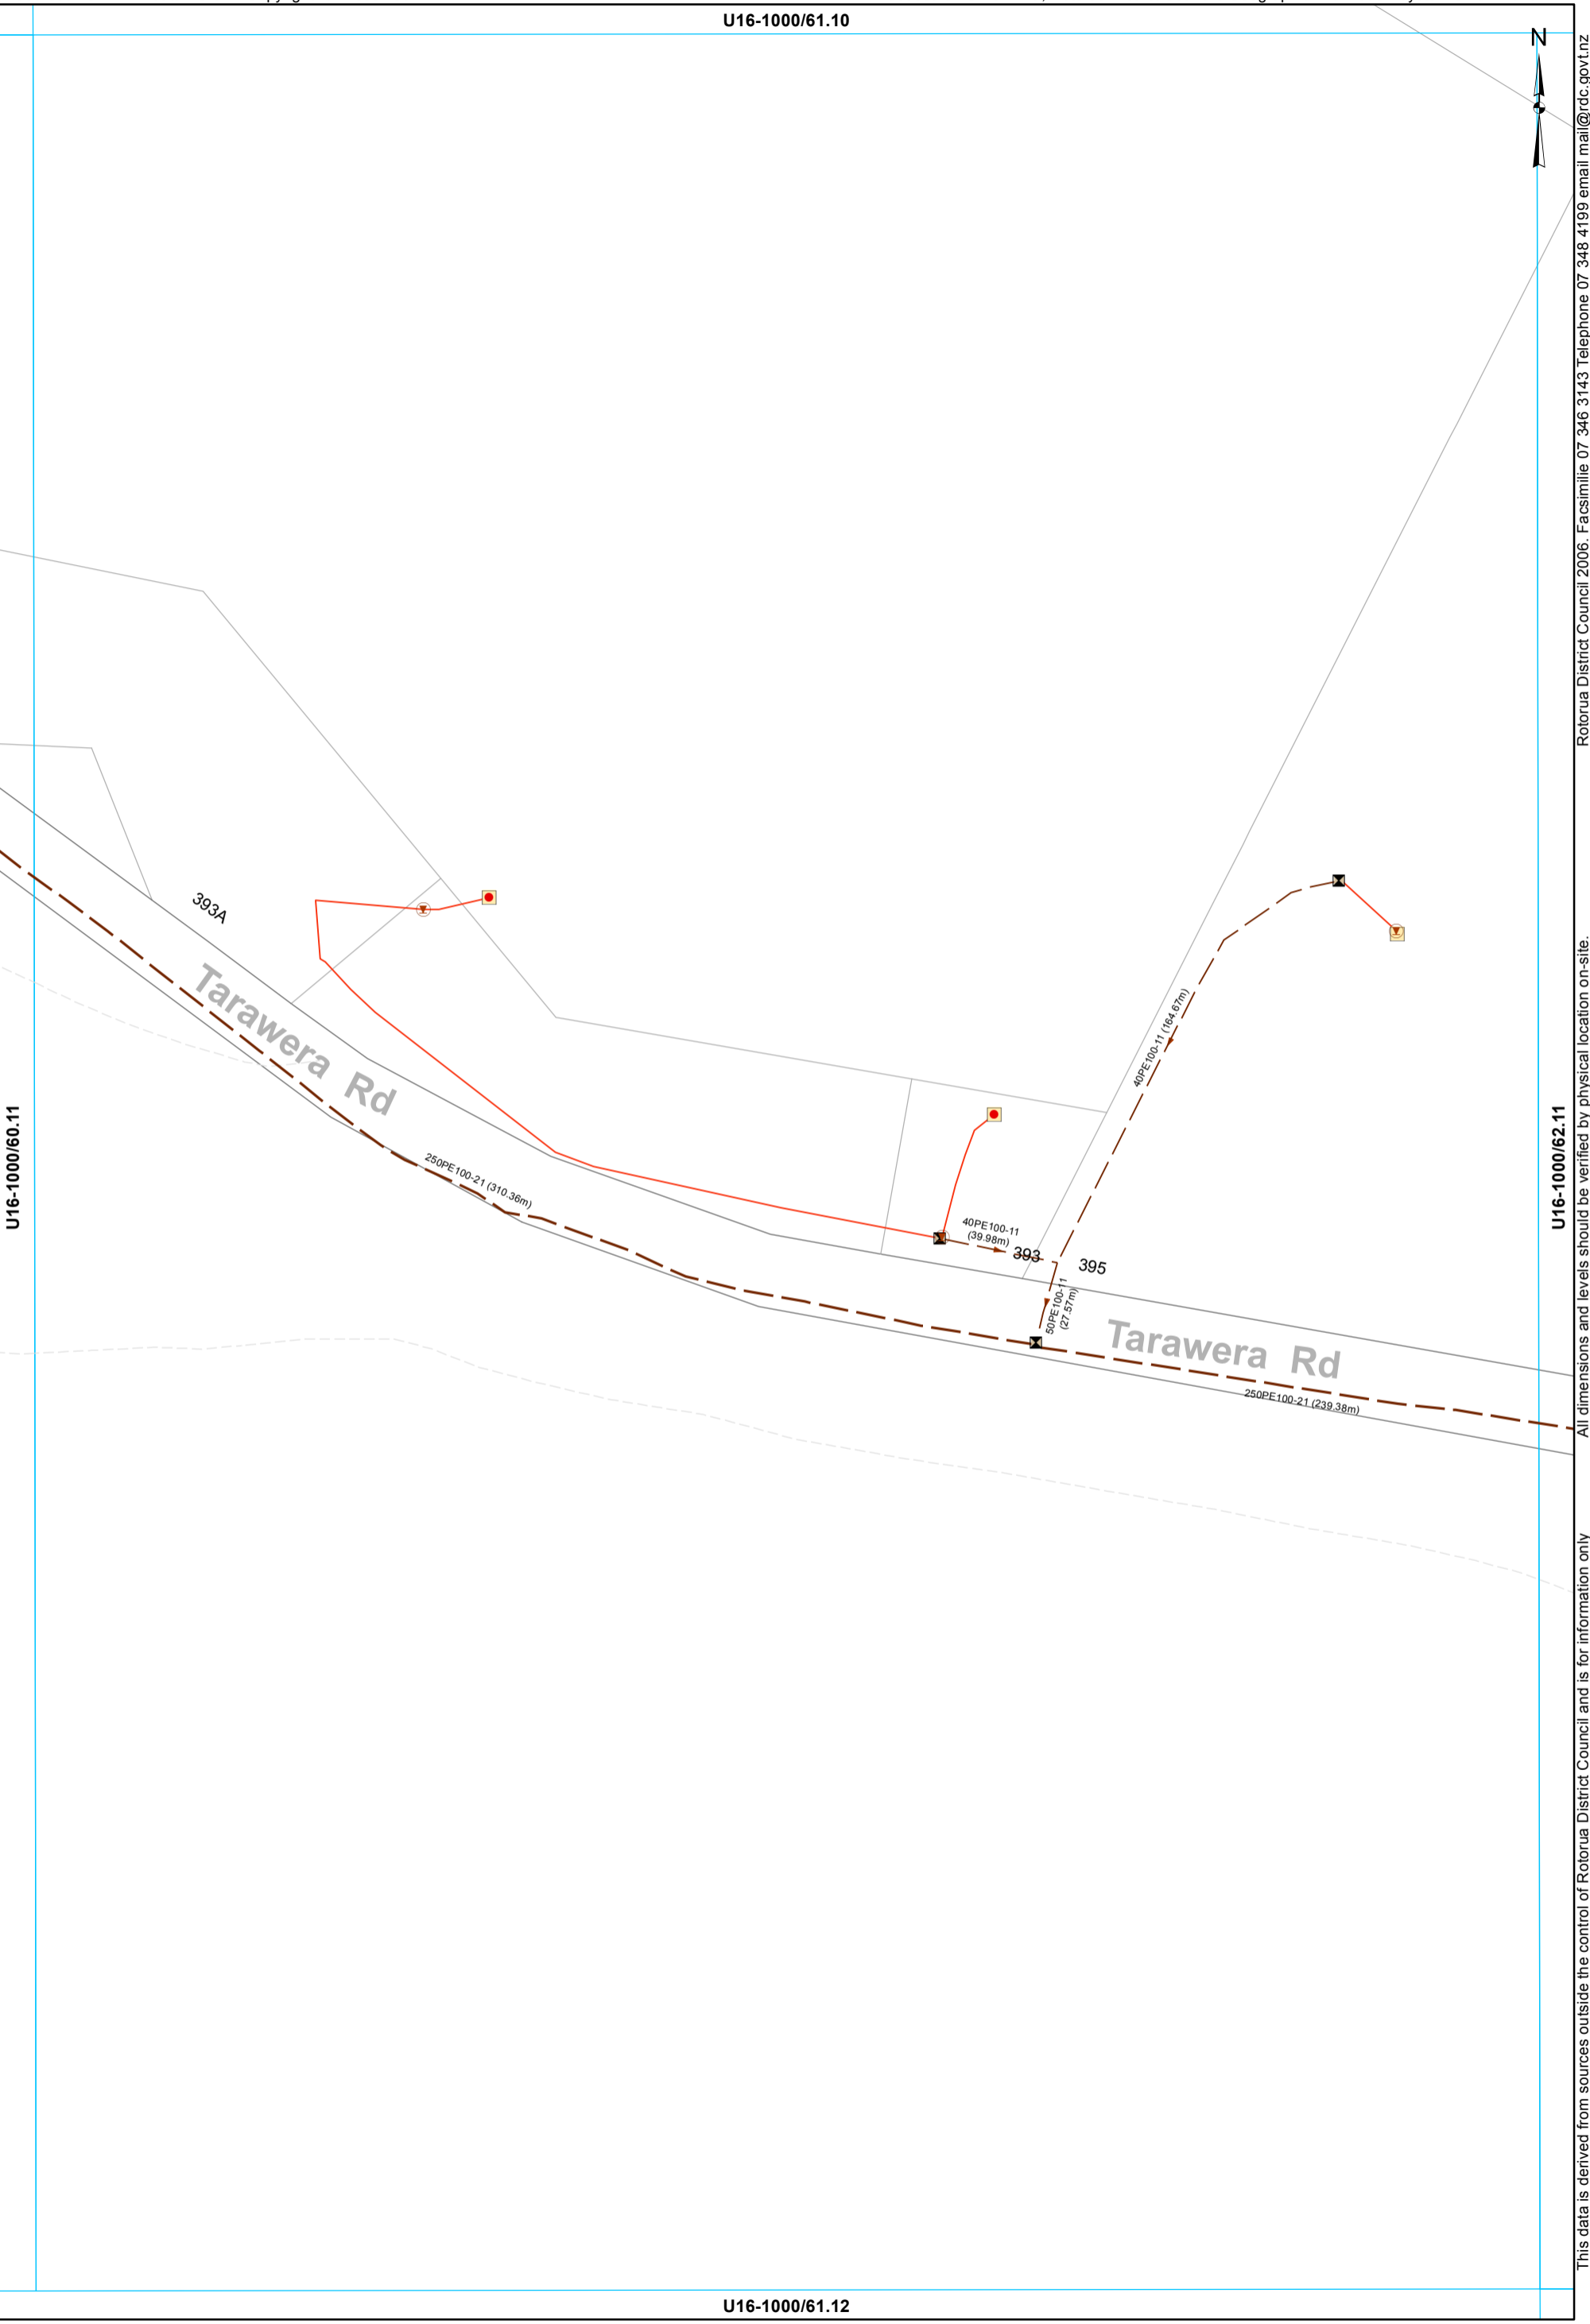 U16-1000/61.10
N
Rotorua District Council 2006. Facsimilie 07 346 3143 Telephone 07 348 4199 email mail@rdc.govt.nz
393A
Tarawera Rd
40PE100-11 (164.67m)
U16-1000/60.11
250PE100-21 (310.36m)
40PE100-11
(39.98m)
393
395
50PE100-11
(27.57m)
Tarawera Rd
250PE100-21 (239.38m)
U16-1000/62.11
All dimensions and levels should be verified by physical location on-site.
This data is derived from sources outside the control of Rotorua District Council and is for information only
U16-1000/61.12